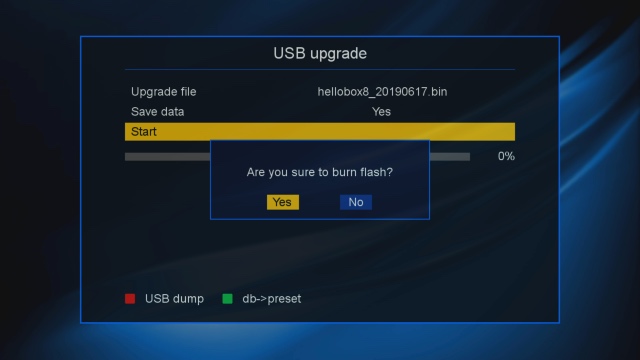 USB upgrade
Upgrade file hellobox8_20190617.bin
Save data Yes
Start
0%
Are you sure to burn flash?
Yes No
USB dump db->preset